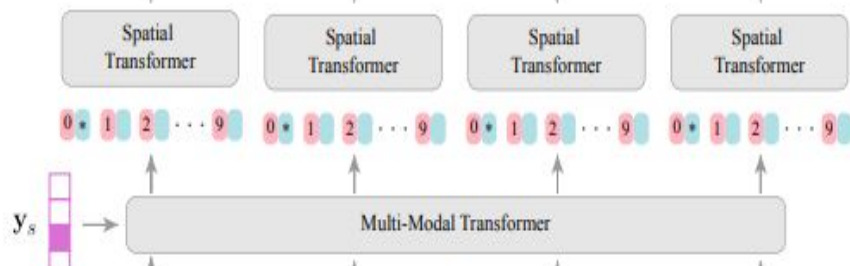 Spatial Transformer Spatial Transformer Spatial Transformer Spatial Transformer
0 * 1 2 · · · 9 0 * 1 2 · · · 9 0 * 1 2 · · · 9 0 * 1 2 · · · 9
y_s Multi-Modal Transformer